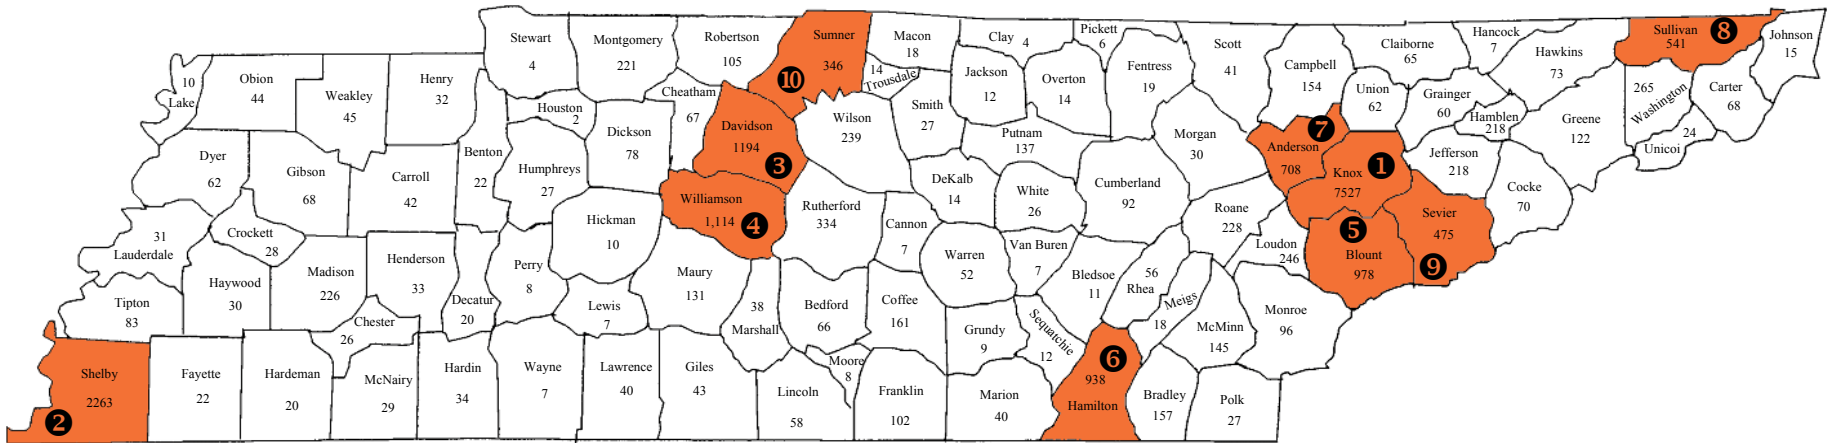 Stewart
4
Montgomery
221
Robertson
105
Sumner
346
10
Macon
18
Clay 4
Pickett
6
Fentress
19
Scott
41
Campbell
154
Claiborne
65
Hancock
7
Hawkins
73
Sullivan
541
8
Johnson
15
10
Lake
Obion
44
Weakley
45
Henry
32
Houston
2
Dickson
78
Cheatham
67
Davidson
1194
3
14
Trousdale
Wilson
239
Smith
27
Jackson
12
Overton
14
Putnam
137
Morgan
30
Anderson
708
7
Union
62
Grainger
60
Hamblen
218
Greene
122
265
Washington
Carter
68
24
Unicoi
Dyer
62
Gibson
68
Carroll
42
Benton
22
Humphreys
27
Hickman
10
Williamson
1,114
4
Rutherford
334
Cannon
7
DeKalb
14
White
26
Cumberland
92
Roane
228
Knox
7527
1
Jefferson
218
Cocke
70
Sevier
475
9
5
Blount
978
Loudon
246
31
Lauderdale
Crockett
28
Haywood
30
Madison
226
Henderson
33
Decatur
20
Perry
8
Lewis
7
Maury
131
38
Marshall
Bedford
66
Coffee
161
Warren
52
Van Buren
7
Bledsoe
11
56
Rhea
Meigs
18
McMinn
145
Monroe
96
Tipton
83
Chester
26
Shelby
2263
2
Fayette
22
Hardeman
20
McNairy
29
Hardin
34
Wayne
7
Lawrence
40
Giles
43
Lincoln
58
Moore
8
Franklin
102
Grundy
9
Sequatchie
12
Marion
40
6
938
Hamilton
Bradley
157
Polk
27